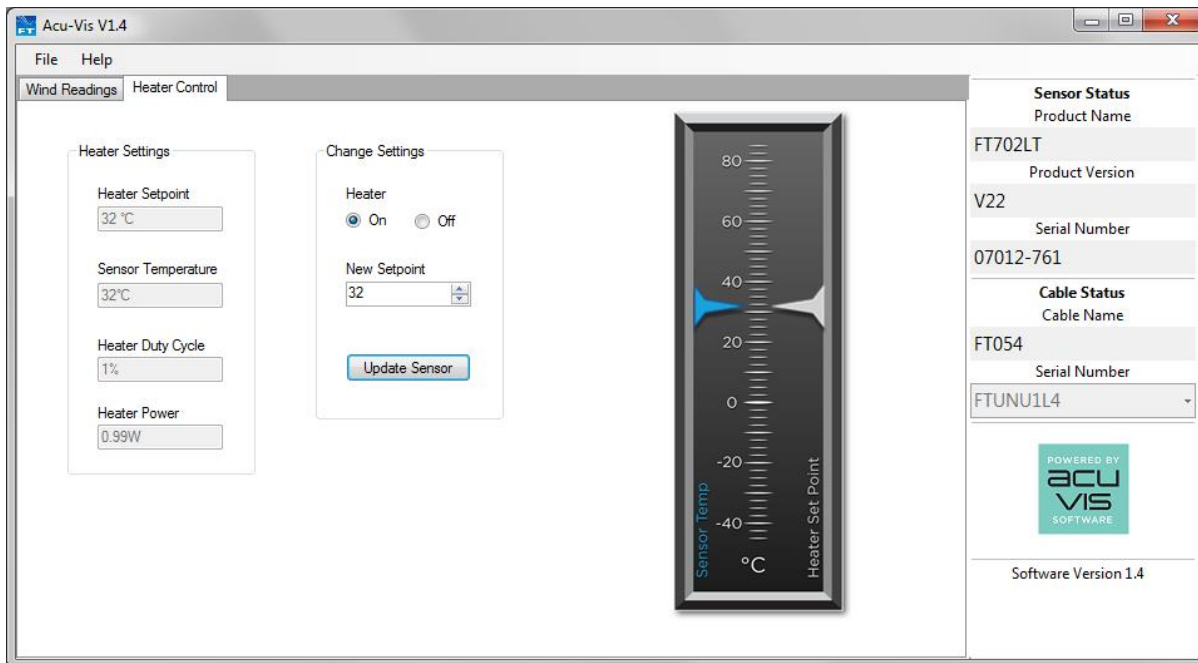 Acu-Vis V1.4
File Help
Wind Readings Heater Control
Heater Settings
Heater Setpoint
32 °C
Sensor Temperature
32°C
Heater Duty Cycle
1%
Heater Power
0.99W
Change Settings
Heater
On Off
New Setpoint
32
Update Sensor
80
60
40
20
0
-20
-40
°C
Sensor Temp
Heater Set Point
Sensor Status
Product Name
FT702LT
Product Version
V22
Serial Number
07012-761
Cable Status
Cable Name
FT054
Serial Number
FTUNU1L4
POWERED BY
acu
VIS
SOFTWARE
Software Version 1.4
FT